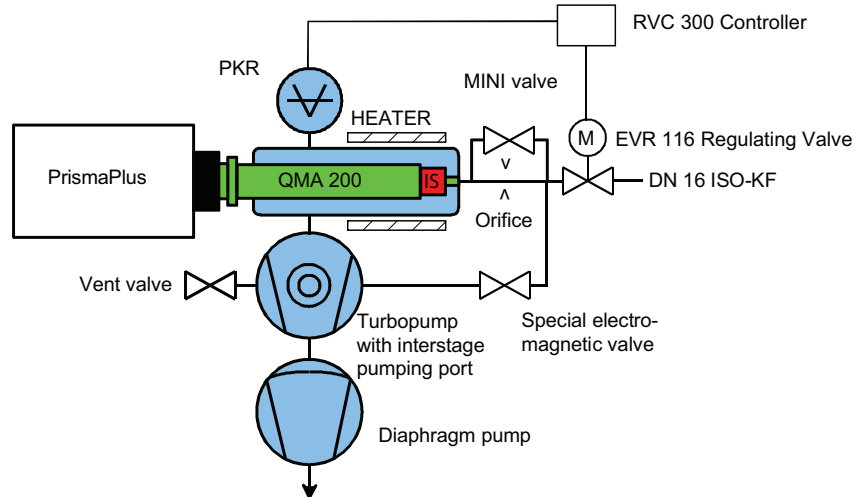 RVC 300 Controller
PKR
MINI valve
HEATER
M
EVR 116 Regulating Valve
PrismaPlus
QMA 200
IS
DN 16 ISO-KF
Orifice
Vent valve
Turbopump
with interstage
pumping port
Special electro-
magnetic valve
Diaphragm pump